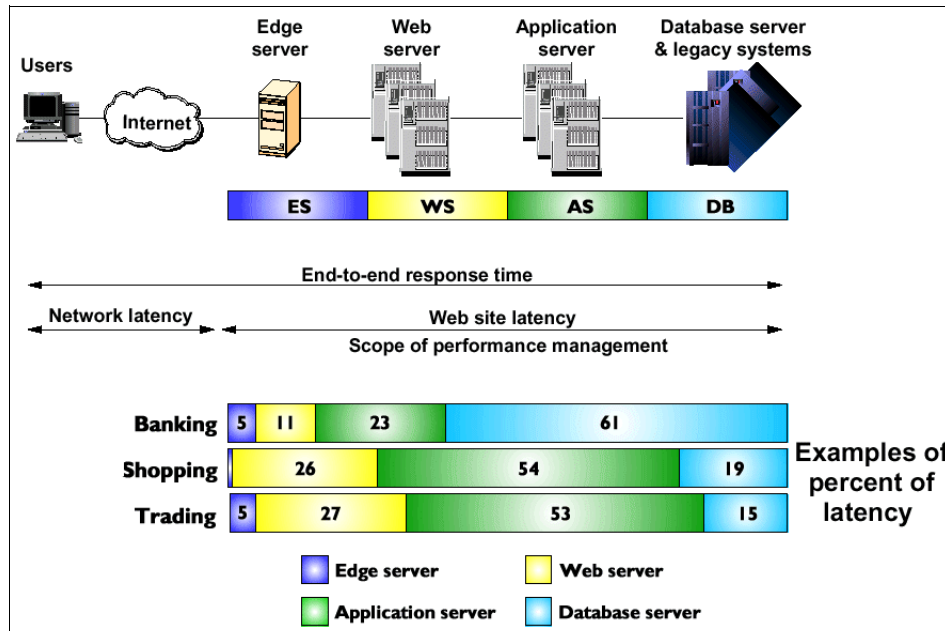 Users
Internet
Edge
server
Web
server
Application
server
Database server
& legacy systems
ES
WS
AS
DB
End-to-end response time
Network latency
Web site latency
Scope of performance management
Banking
5
11
23
61
Shopping
26
54
19
Trading
5
27
53
15
Examples of
percent of
latency
Edge server
Web server
Application server
Database server